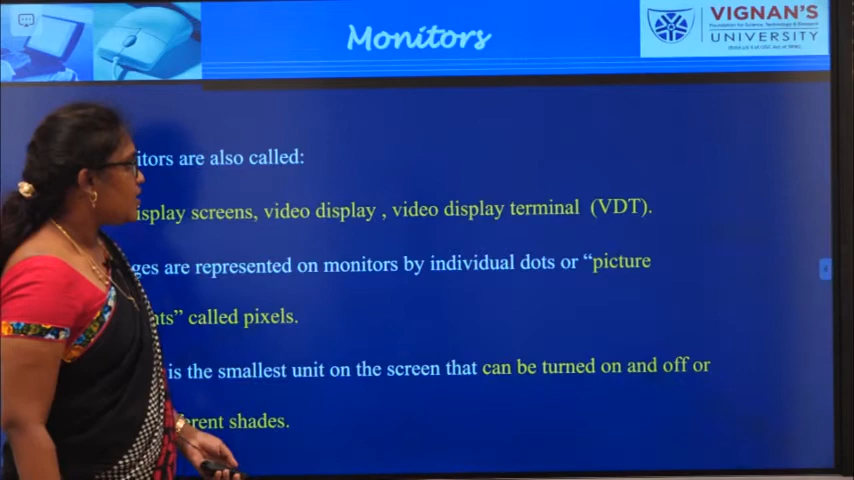 Monitors
VIGNAN'S
Foundation for Science, Technology & Research
UNIVERSITY
itors are also called:
isplay screens, video display , video display terminal (VDT).
ges are represented on monitors by individual dots or “picture
nts” called pixels.
is the smallest unit on the screen that can be turned on and off or
erent shades.